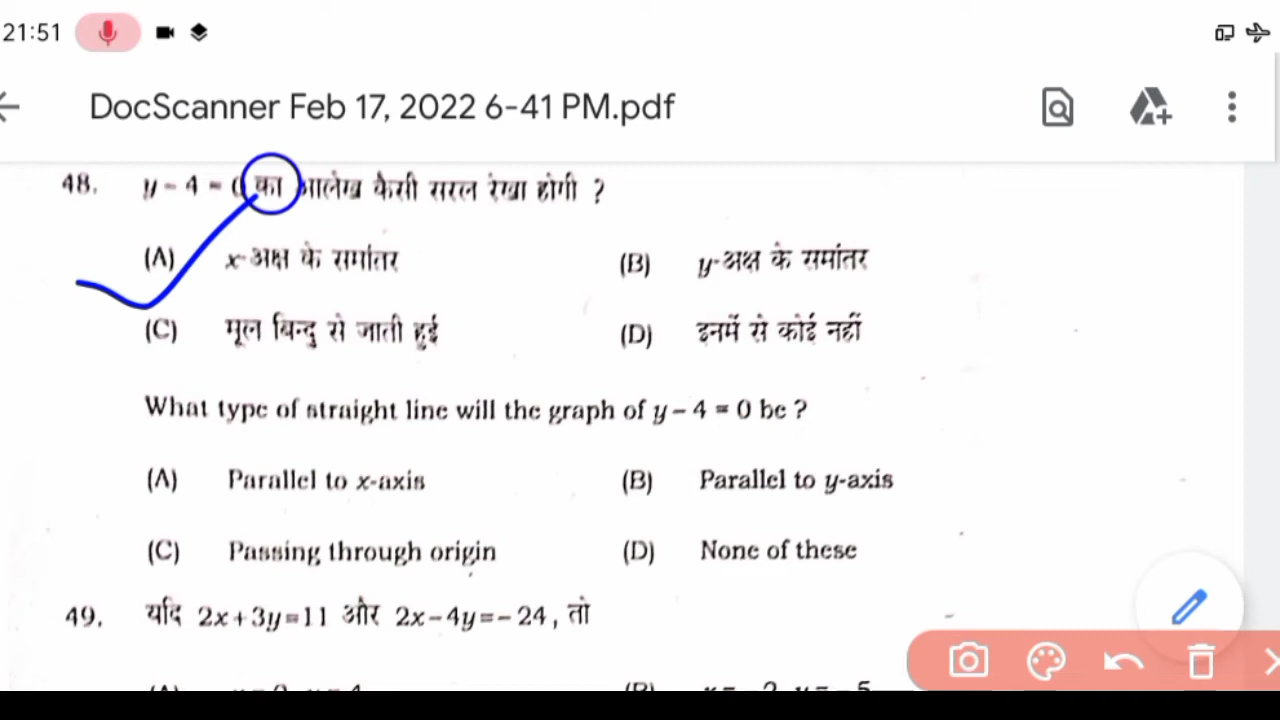 21:51
DocScanner Feb 17, 2022 6-41 PM.pdf
48. y - 4 = 0 का आलेख कैसी सरल रेखा होगी ?
(A) x-अक्ष के समांतर (B) y-अक्ष के समांतर
(C) मूल बिन्दु से जाती हुई (D) इनमें से कोई नहीं
What type of straight line will the graph of y - 4 = 0 be ?
(A) Parallel to x-axis (B) Parallel to y-axis
(C) Passing through origin (D) None of these
49. यदि 2x+3y=11 और 2x-4y=-24, तो